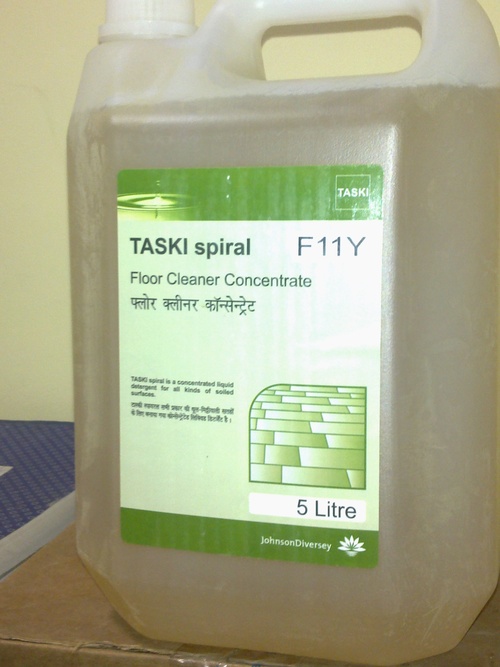 TASKI
TASKI spiral F11Y
Floor Cleaner Concentrate
फ्लोर क्लीनर कॉन्सेन्ट्रेट
TASKI spiral is a concentrated liquid
detergent for all kinds of soiled
surfaces.
5 Litre
JohnsonDiversey